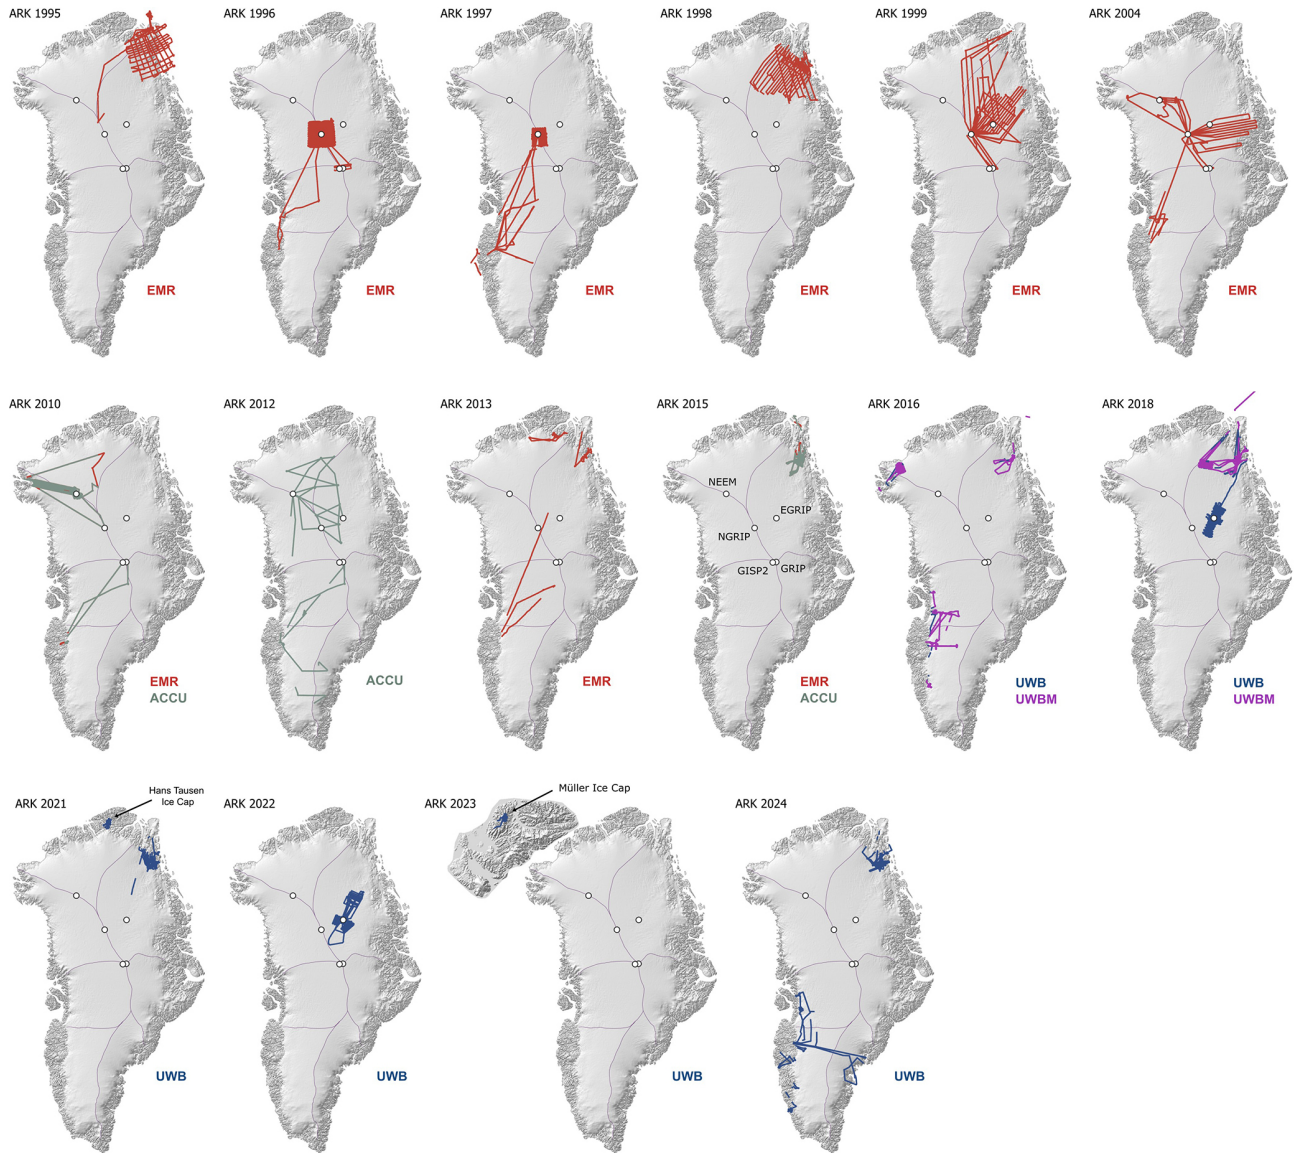 ARK 1995
ARK 1996
ARK 1997
ARK 1998
ARK 1999
ARK 2004
EMR
EMR
EMR
EMR
EMR
EMR
ARK 2010
ARK 2012
ARK 2013
ARK 2015
ARK 2016
ARK 2018
NEEM
EGRIP
NGRIP
GISP2
GRIP
EMR
ACCU
ACCU
EMR
EMR
ACCU
UWB
UWBM
UWB
UWBM
Hans Tausen
Ice Cap
Müller Ice Cap
ARK 2021
ARK 2022
ARK 2023
ARK 2024
UWB
UWB
UWB
UWB